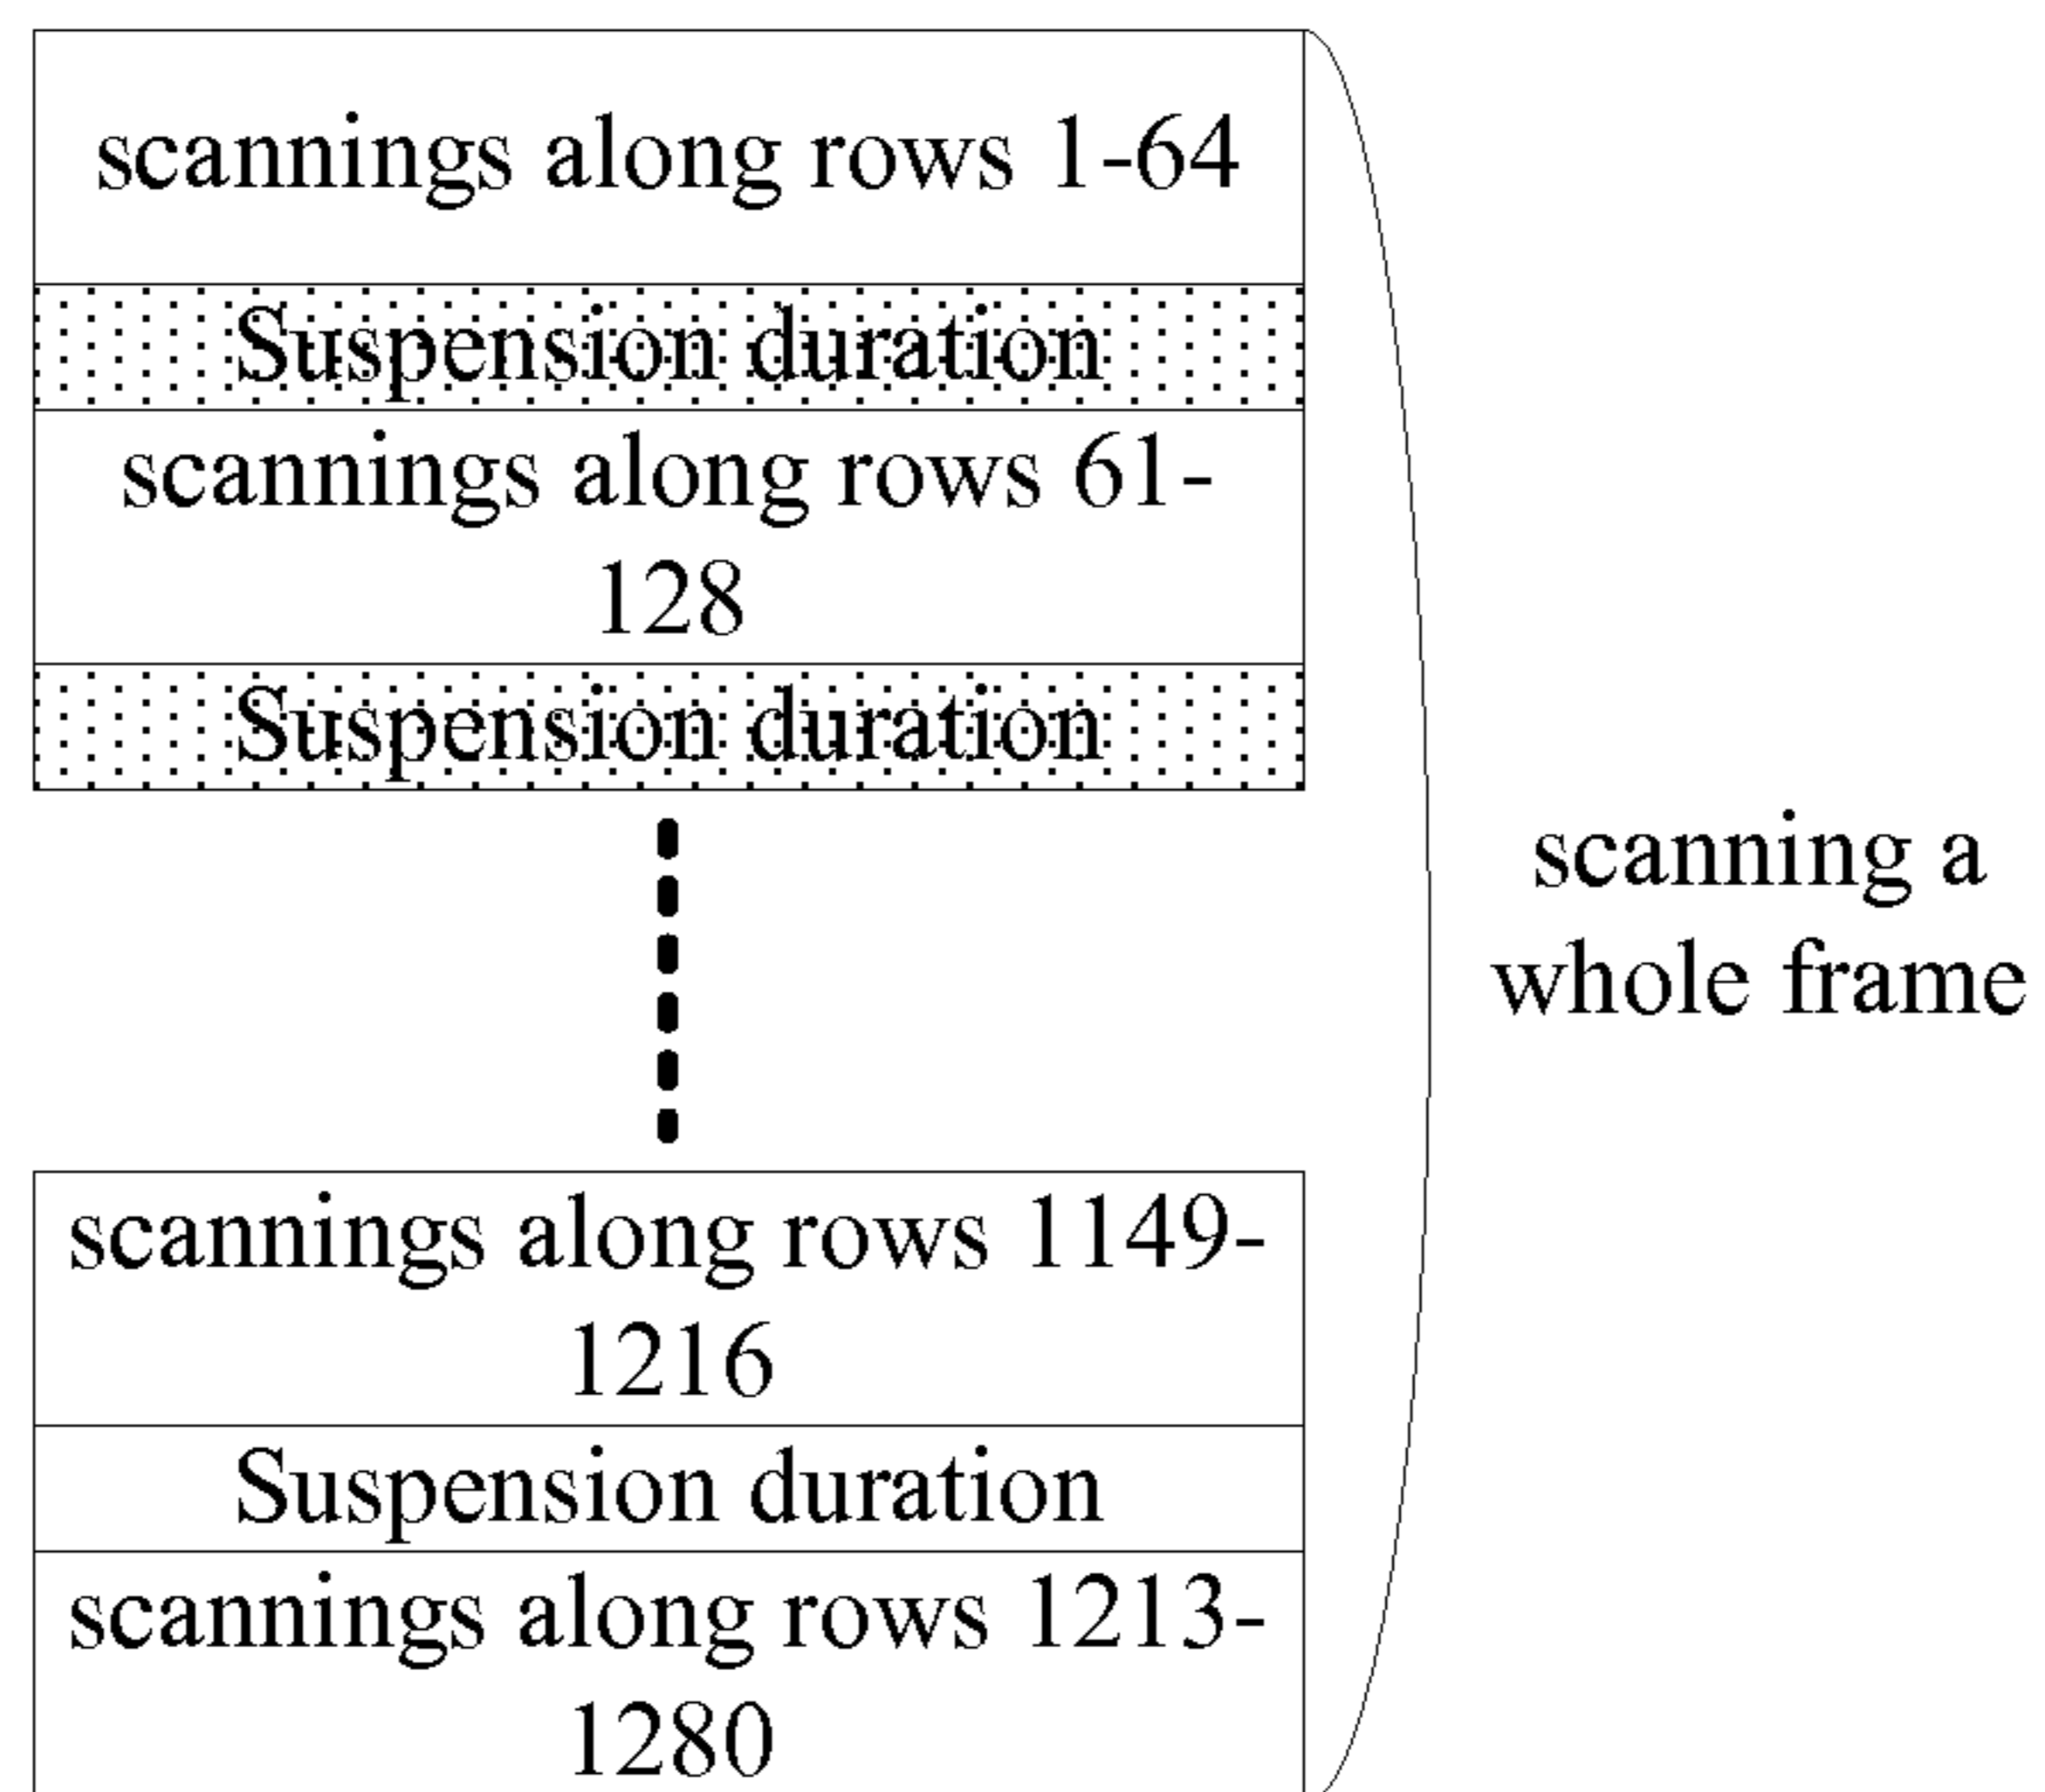 scannings along rows 1-64
Suspension duration
scannings along rows 61-
128
Suspension duration
scanning a
whole frame
scannings along rows 1149-
1216
Suspension duration
scannings along rows 1213-
1280